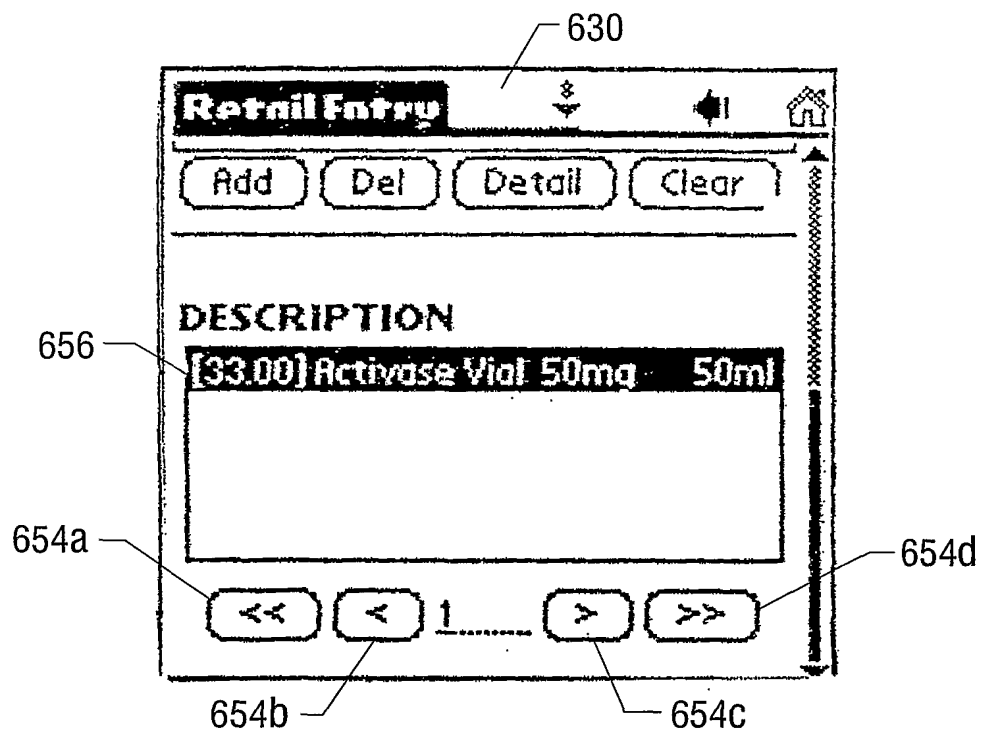 630
Retail Entry
Add Del Detail Clear
DESCRIPTION
656
[33.00] Activase Vial 50mg 50ml
654a
654d
<< < 1 > >>
654b 654c